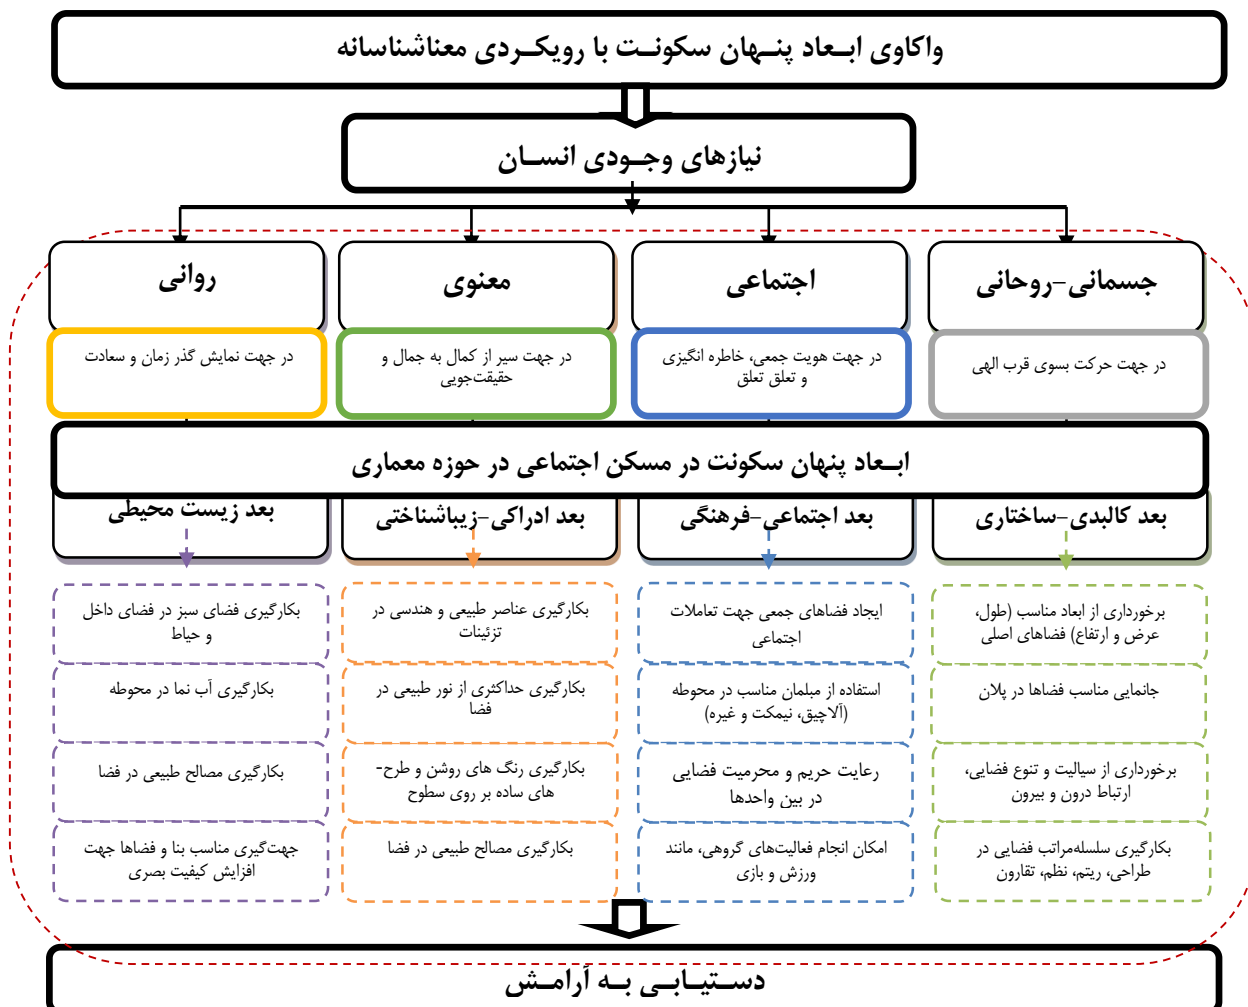 واکاوی ابـعاد پنـهان سکونـت با رویکـردی معناشناسانه
نیازهای وجـودی انسـان
جسمانی-روحانی
اجتماعی
معنوی
روانی
در جهت حرکت بسوی قرب الهی
در جهت هویت جمعی، خاطره انگیزی
و تعلق تعلق
در جهت سیر از کمال به جمال و
حقیقت‌جویی
در جهت نمایش گذر زمان و سعادت
ابـعاد پنهان سکونت در مسکن اجتماعی در حوزه معماری
بعد کالبدی-ساختاری
بعد اجتماعی-فرهنگی
بعد ادراکی-زیباشناختی
بعد زیست محیطی
برخورداری از ابعاد مناسب (طول،
عرض و ارتفاع) فضاهای اصلی
ایجاد فضاهای جمعی جهت تعاملات
اجتماعی
بکارگیری عناصر طبیعی و هندسی در
تزئینات
بکارگیری فضای سبز در فضای داخل
و حیاط
جانمایی مناسب فضاها در پلان
استفاده از مبلمان مناسب در محوطه
(آلاچیق، نیمکت و غیره)
بکارگیری حداکثری از نور طبیعی در
فضا
بکارگیری آب نما در محوطه
برخورداری از سیالیت و تنوع فضایی،
ارتباط درون و بیرون
رعایت حریم و محرمیت فضایی
در بین واحدها
بکارگیری رنگ های روشن و طرح-
های ساده بر روی سطوح
بکارگیری مصالح طبیعی در فضا
بکارگیری سلسله‌مراتب فضایی در
طراحی، ریتم، نظم، تقارون
امکان انجام فعالیت‌های گروهی، مانند
ورزش و بازی
بکارگیری مصالح طبیعی در فضا
جهت‌گیری مناسب بنا و فضاها جهت
افزایش کیفیت بصری
دستیـابـی بـه آرامـش